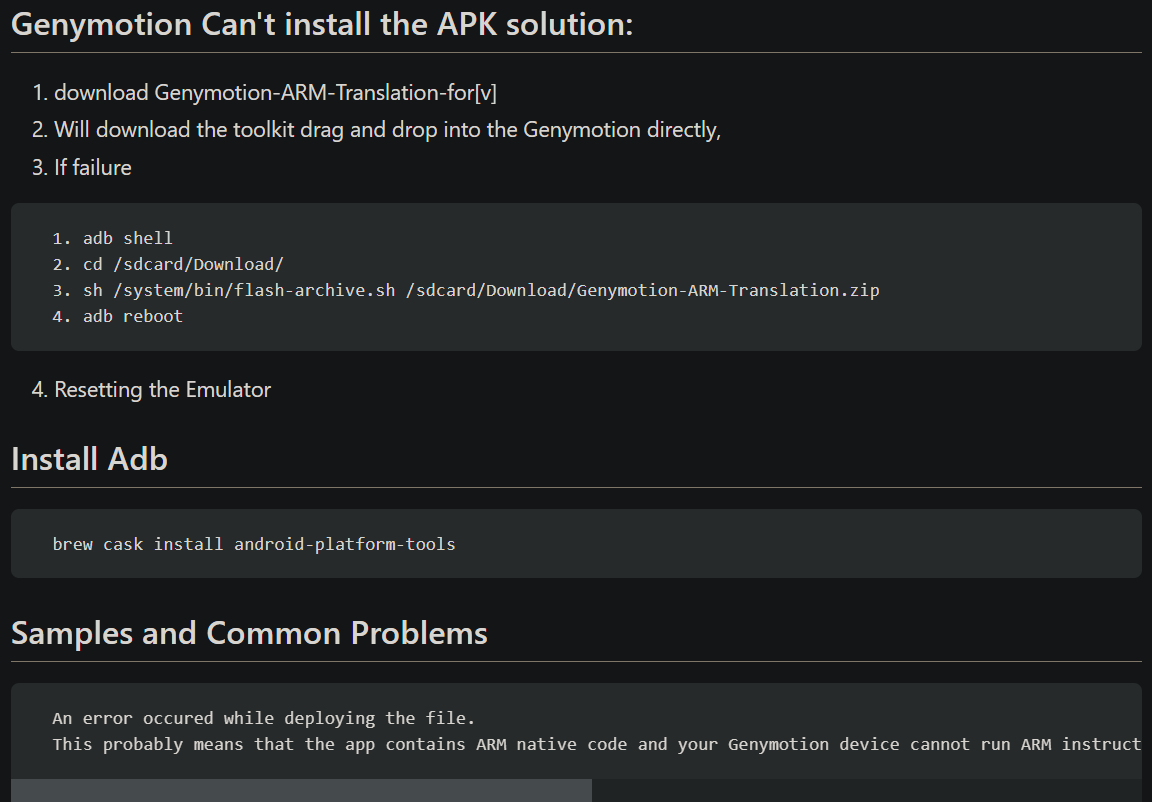 Genymotion Can't install the APK solution:
1. download Genymotion-ARM-Translation-for[v]
2. Will download the toolkit drag and drop into the Genymotion directly,
3. If failure
1. adb shell
2. cd /sdcard/Download/
3. sh /system/bin/flash-archive.sh /sdcard/Download/Genymotion-ARM-Translation.zip
4. adb reboot
4. Resetting the Emulator
Install Adb
brew cask install android-platform-tools
Samples and Common Problems
An error occured while deploying the file.
This probably means that the app contains ARM native code and your Genymotion device cannot run ARM instruct